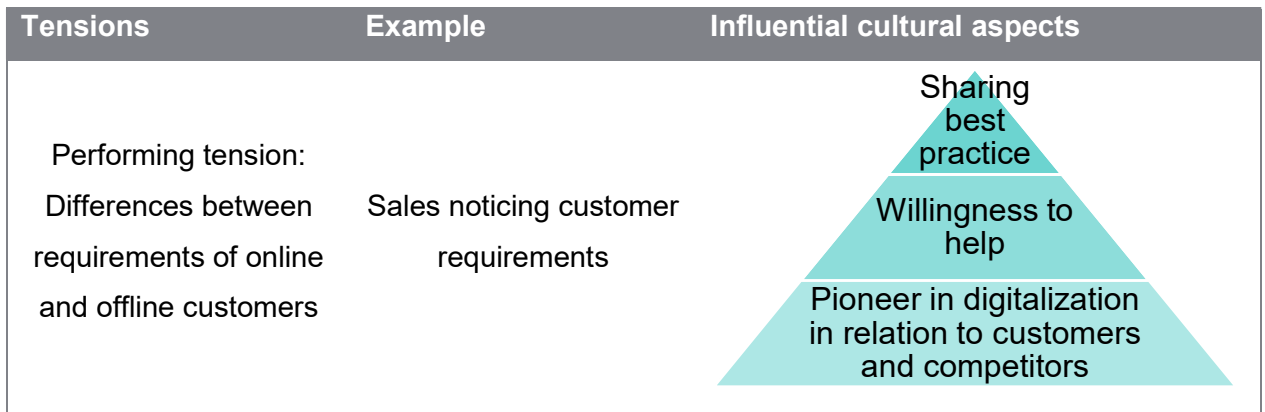 Tensions Example Influential cultural aspects
Performing tension:
Differences between
requirements of online
and offline customers
Sales noticing customer
requirements
Sharing
best
practice
Willingness to
help
Pioneer in digitalization
in relation to customers
and competitors